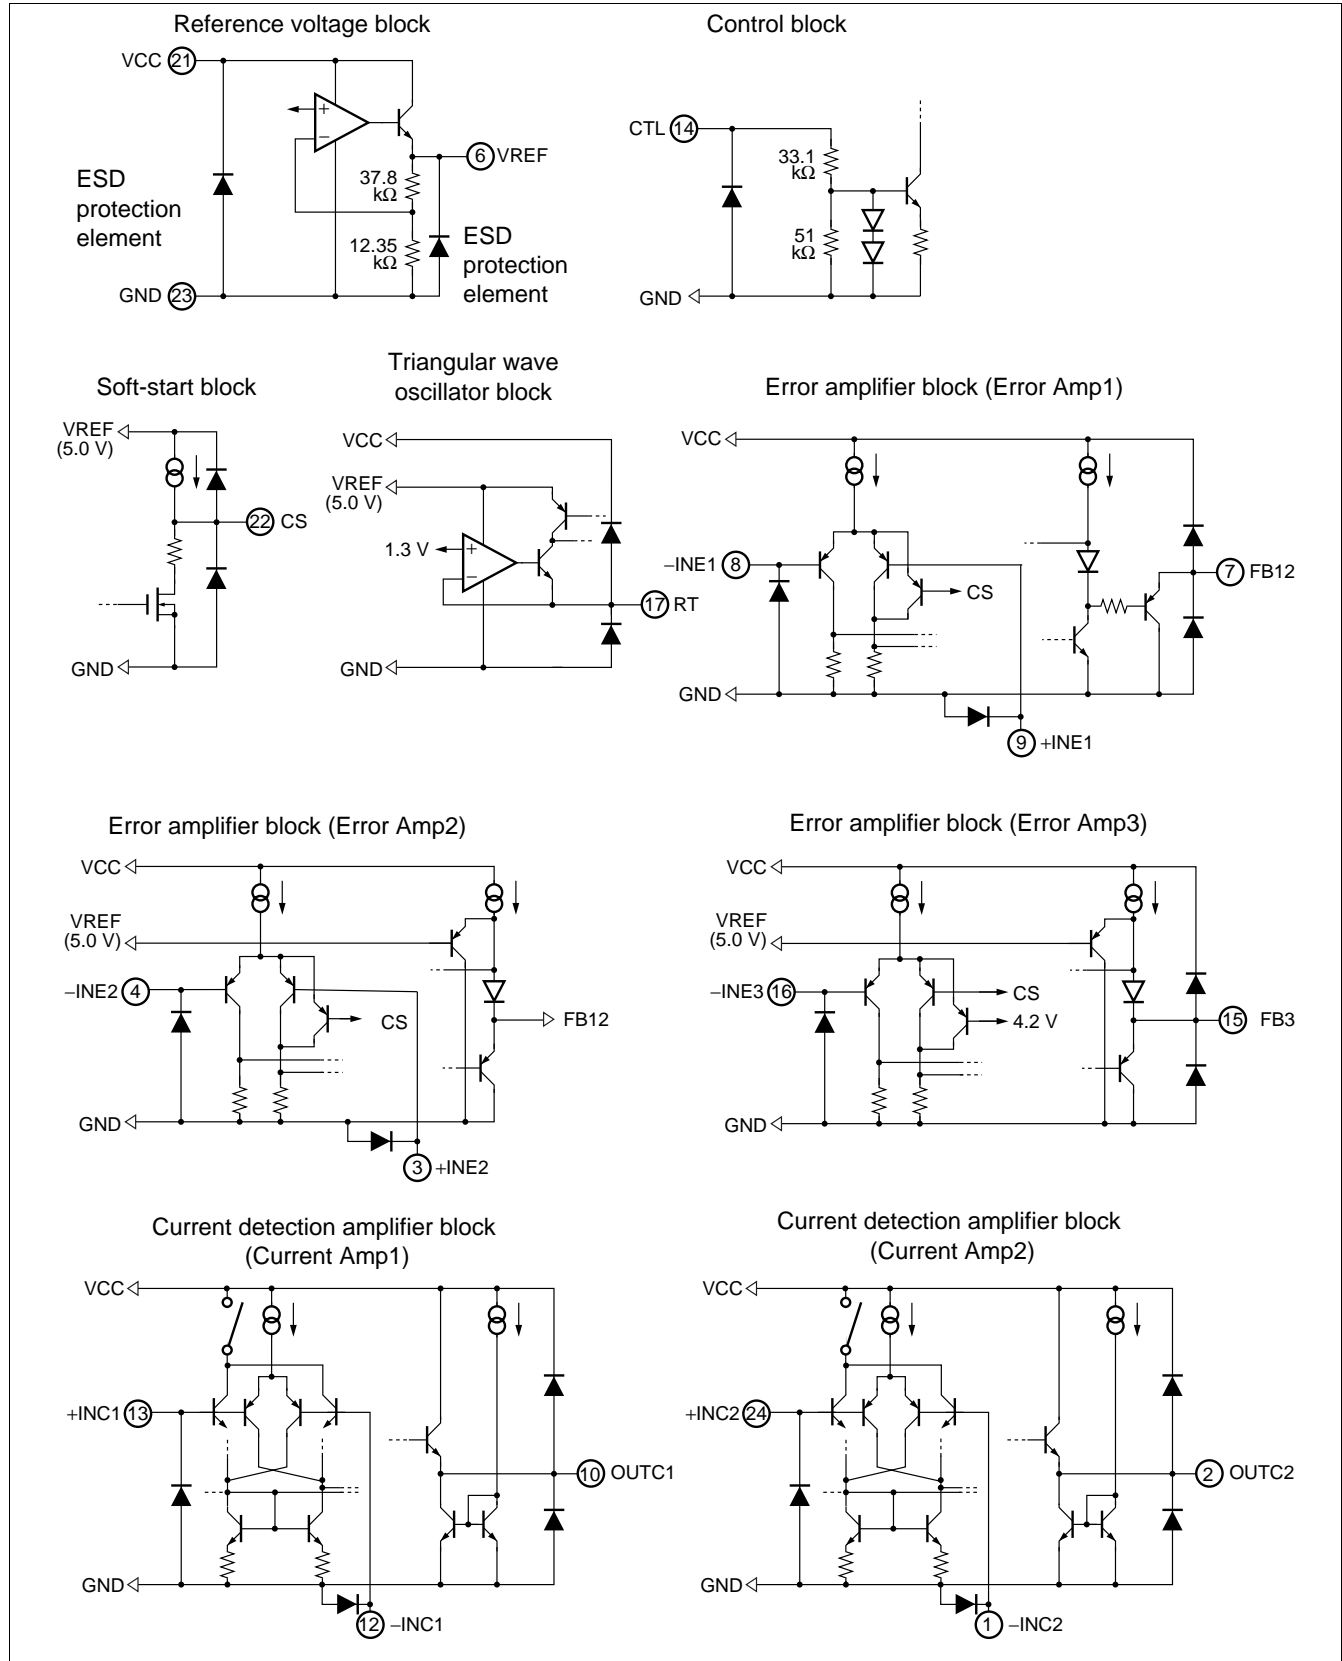 Reference voltage block
VCC 21
+
−
6 VREF
37.8
kΩ
12.35
kΩ
ESD
protection
element
ESD
protection
element
GND 23
Control block
CTL 14
33.1
kΩ
51
kΩ
GND
Soft-start block
VREF
(5.0 V)
22 CS
GND
Triangular wave
oscillator block
VCC
VREF
(5.0 V)
1.3 V
+
−
17 RT
GND
Error amplifier block (Error Amp1)
VCC
−INE1 8
CS
7 FB12
GND
9 +INE1
Error amplifier block (Error Amp2)
VCC
VREF
(5.0 V)
−INE2 4
CS
FB12
GND
3 +INE2
Error amplifier block (Error Amp3)
VCC
VREF
(5.0 V)
−INE3 16
CS
4.2 V
15 FB3
GND
Current detection amplifier block
(Current Amp1)
VCC
+INC1 13
10 OUTC1
GND
12 −INC1
Current detection amplifier block
(Current Amp2)
VCC
+INC2 24
2 OUTC2
GND
1 −INC2